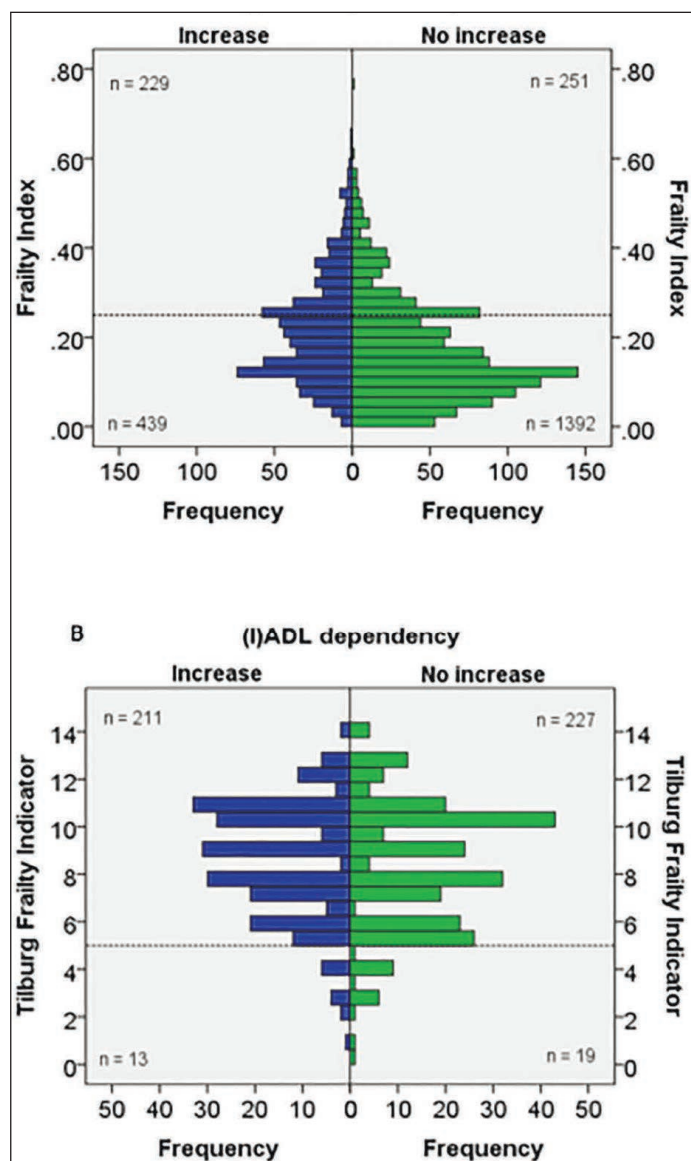 Increase No increase
.80 .80
n = 229 n = 251
.60 .60
Frailty Index Frailty Index
.40 .40
.20 .20
n = 439 n = 1392
.00 .00
150 100 50 0 50 100 150
Frequency Frequency
B (I)ADL dependency
Increase No increase
n = 211 n = 227
14 14
12 12
Tilburg Frailty Indicator Tilburg Frailty Indicator
10 10
8 8
6 6
4 4
2 2
n = 13 n = 19
0 0
50 40 30 20 10 0 10 20 30 40 50
Frequency Frequency